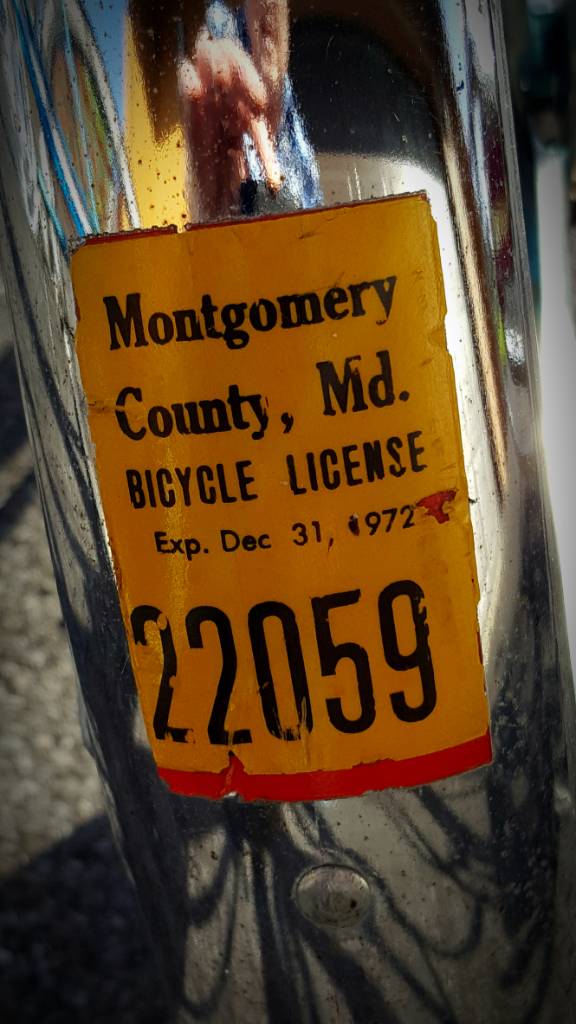 Montgomery
County, Md.
BICYCLE LICENSE
Exp. Dec 31, 1972
22059